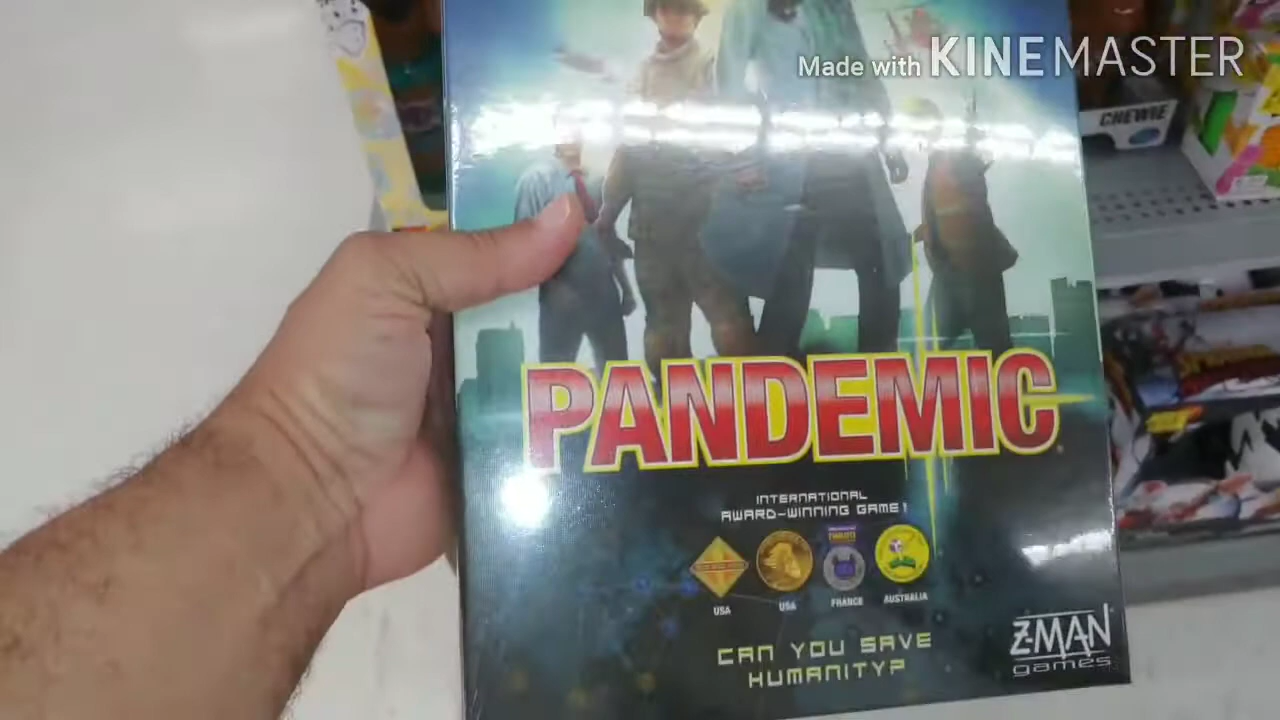 Made with KINEMASTER
CHEWIE
PANDEMIC
INTERNATIONAL
AWARD-WINNING GAME!
USA
USA
FRANCE
AUSTRALIA
CAN YOU SAVE
HUMANITY?
Z-MAN
games